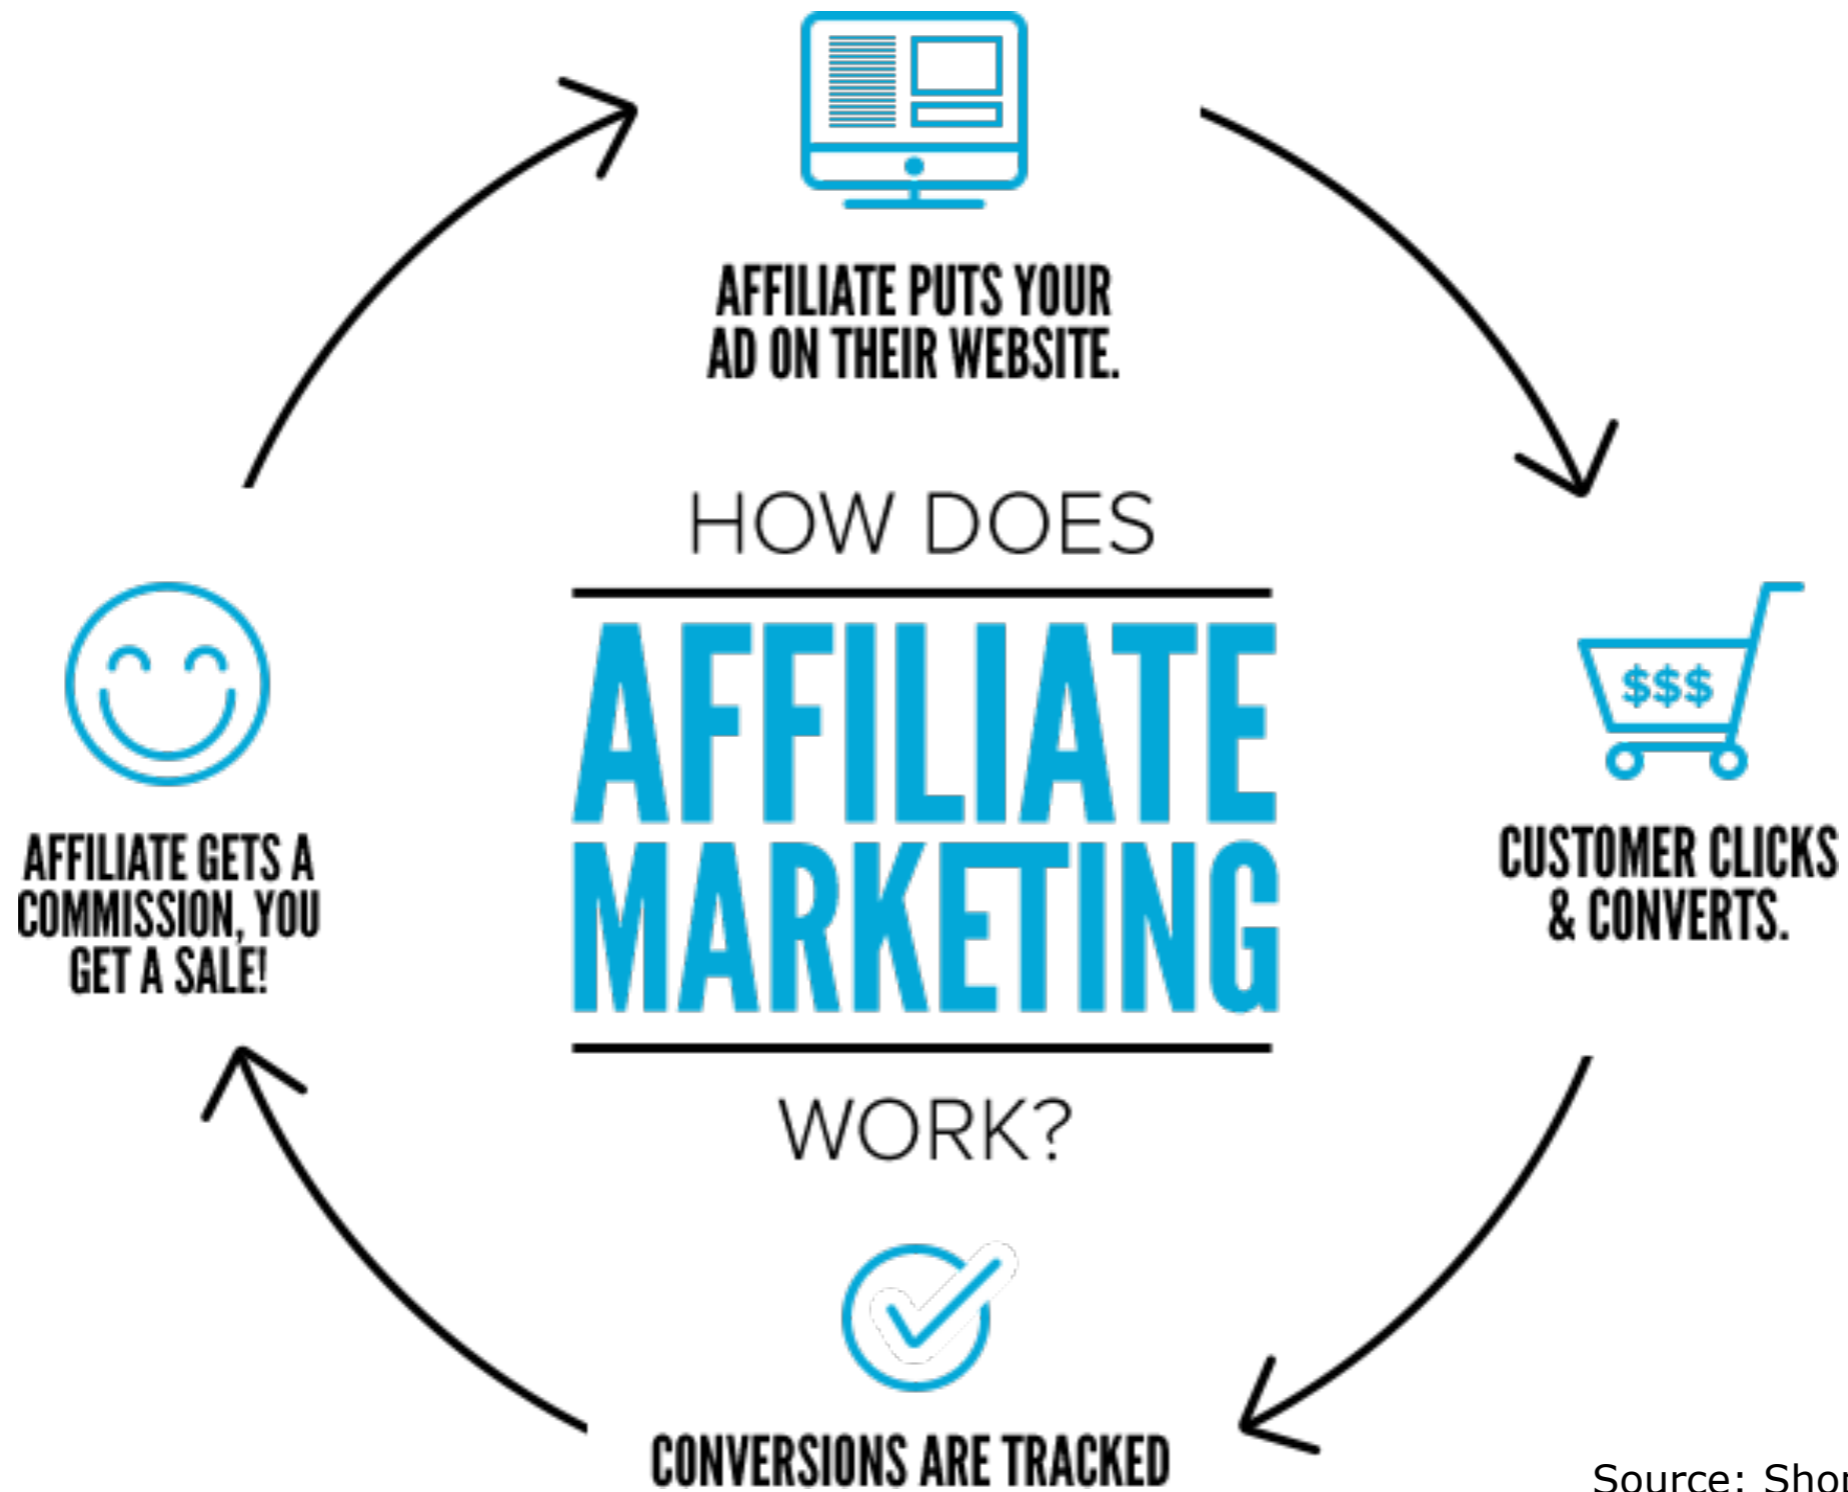 AFFILIATE PUTS YOUR
AD ON THEIR WEBSITE.
HOW DOES
AFFILIATE
MARKETING
WORK?
$$$
CUSTOMER CLICKS
& CONVERTS.
CONVERSIONS ARE TRACKED
AFFILIATE GETS A
COMMISSION, YOU
GET A SALE!
Source: